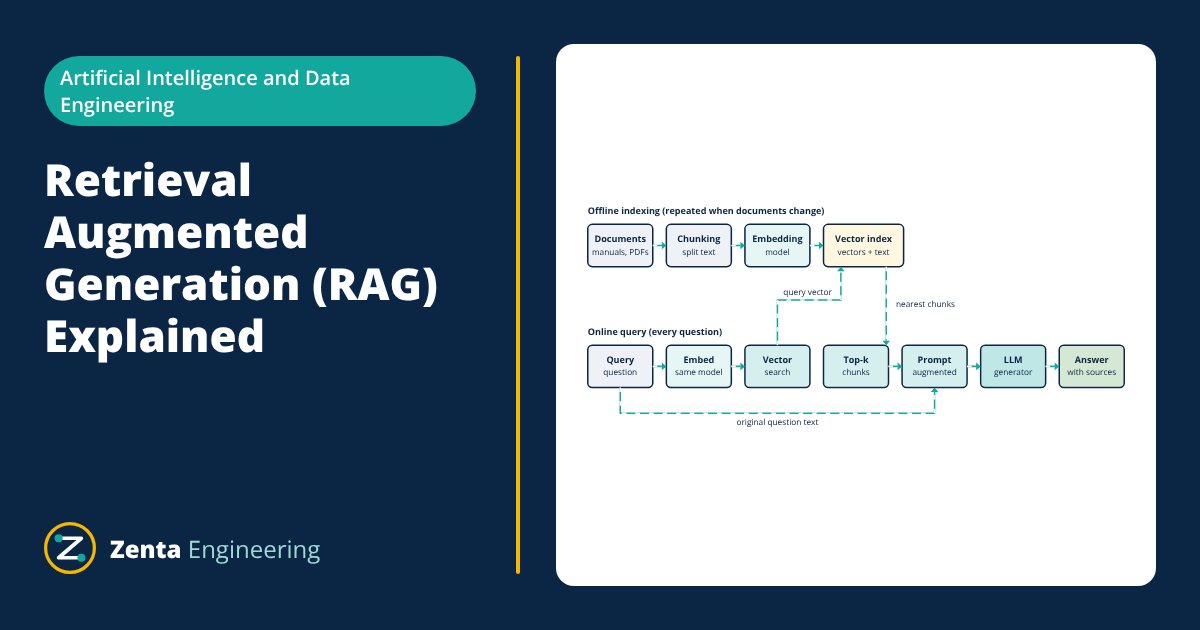 Artificial Intelligence and Data
Engineering
Retrieval
Augmented
Generation (RAG)
Explained
Z
Zenta Engineering
Offline indexing (repeated when documents change)
Documents
manuals, PDFs
Chunking
split text
Embedding
model
Vector index
vectors + text
query vector
nearest chunks
Online query (every question)
Query
question
Embed
same model
Vector
search
Top-k
chunks
Prompt
augmented
LLM
generator
Answer
with sources
original question text